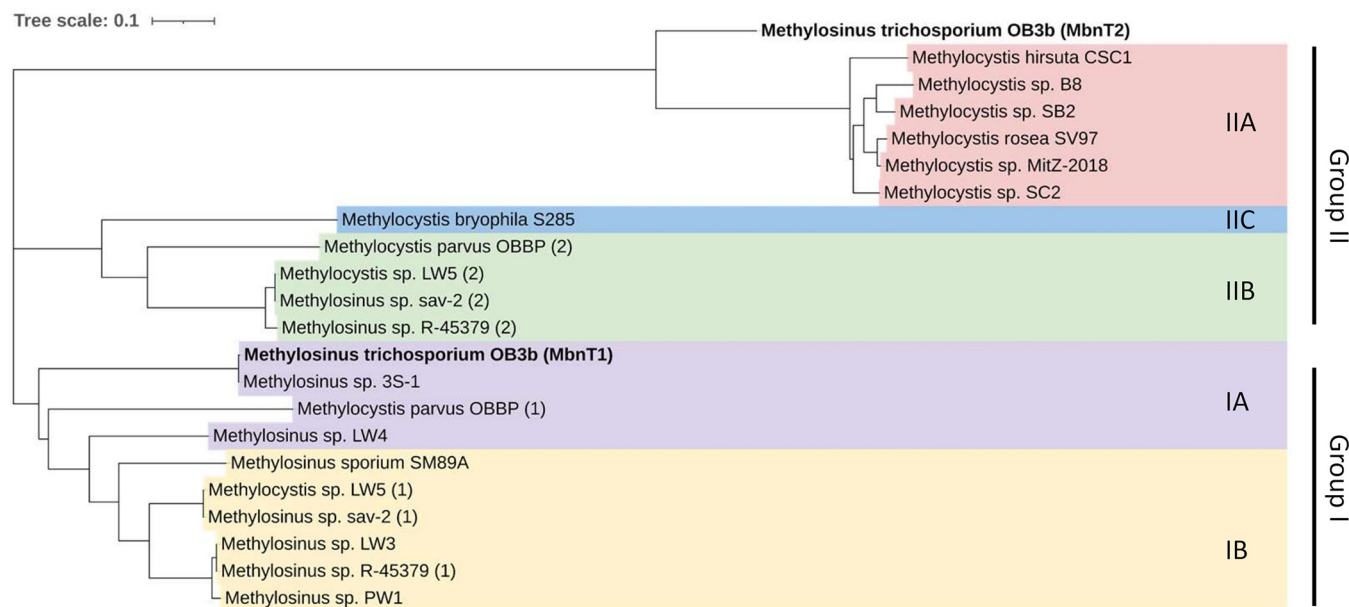 Tree scale: 0.1
Methylosinus trichosporium OB3b (MbnT2)
Methylocystis hirsuta CSC1
Methylocystis sp. B8
Methylocystis sp. SB2
Methylocystis rosea SV97
Methylocystis sp. MitZ-2018
Methylocystis sp. SC2
IIA
Methylocystis bryophila S285
IIC
Methylocystis parvus OBBP (2)
Methylocystis sp. LW5 (2)
Methylosinus sp. sav-2 (2)
Methylosinus sp. R-45379 (2)
IIB
Group II
Methylosinus trichosporium OB3b (MbnT1)
Methylosinus sp. 3S-1
Methylocystis parvus OBBP (1)
Methylosinus sp. LW4
IA
Methylosinus sporium SM89A
Methylocystis sp. LW5 (1)
Methylosinus sp. sav-2 (1)
Methylosinus sp. LW3
Methylosinus sp. R-45379 (1)
Methylosinus sp. PW1
IB
Group I